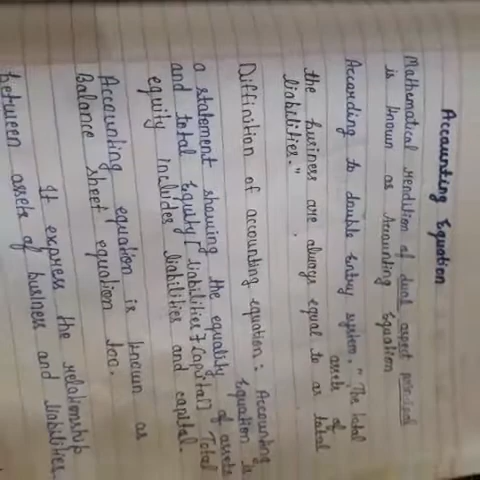 Accounting Equation
Mathematical rendition of dual aspect principal
is known as Accounting Equation
According to double Entry system. "The total
assets of
the business are always equal to as total
liabilities."
Diffinition of accounting equation : Accounting
Equation is
a statement showing the equality of assets
and total Equity [ liabilities + Capital ] Total
equity includes liabilities and capital.
Accounting equation is known as
Balance sheet equation too.
It express the relationship
between assets of business and liabilities